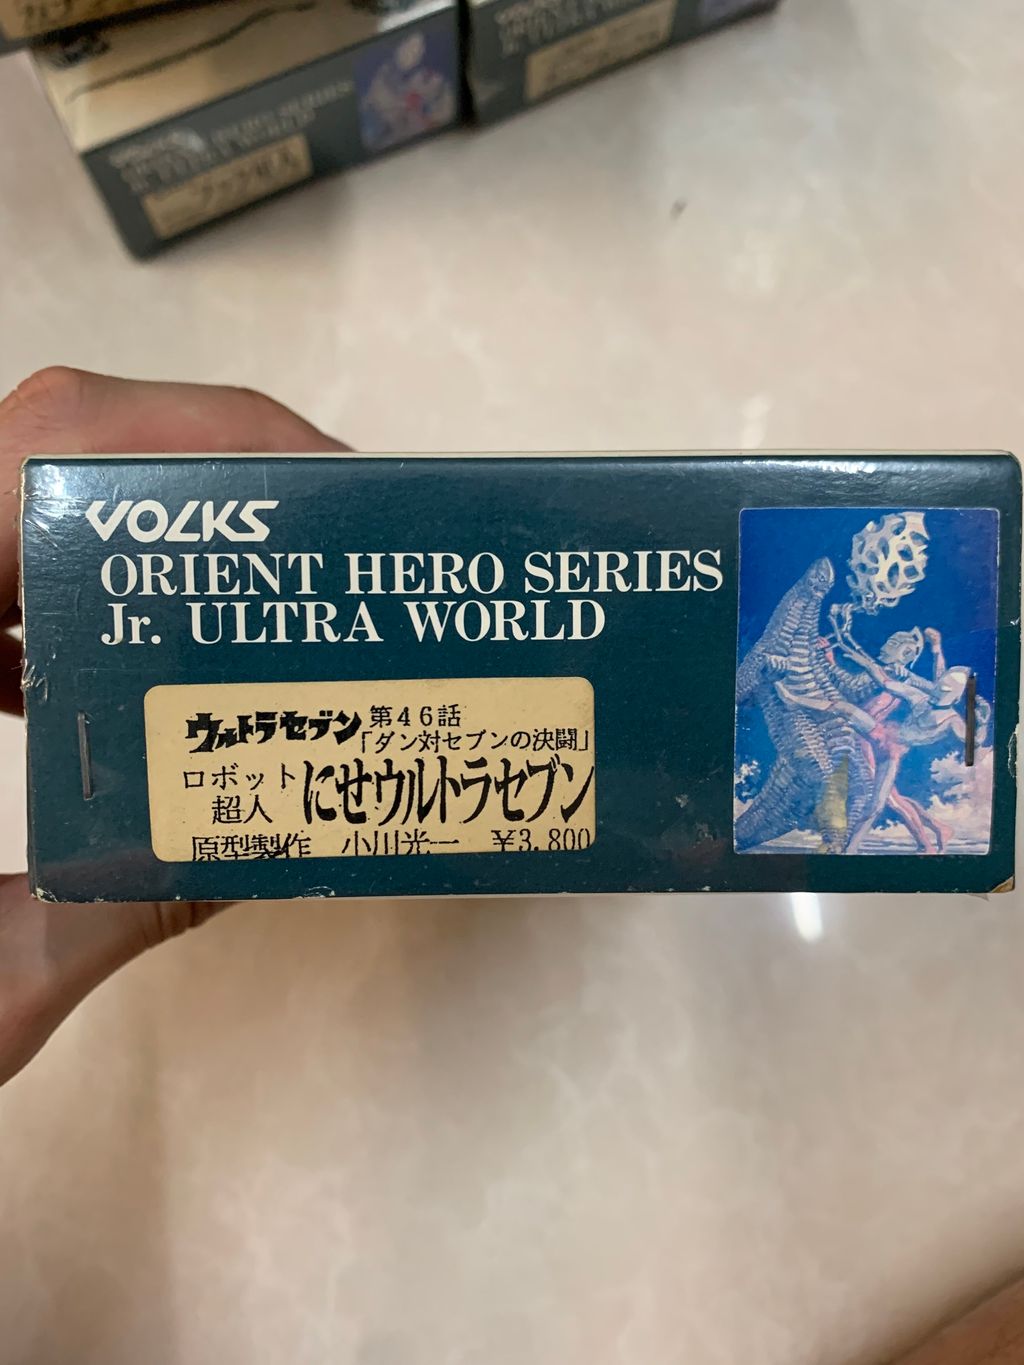 VOLKS
ORIENT HERO SERIES
Jr. ULTRA WORLD
ウルトラセブン 第46話
「ダン対セブンの決闘」
ロボット超人 にせウルトラセブン
原型製作 小川光一 ¥3,800